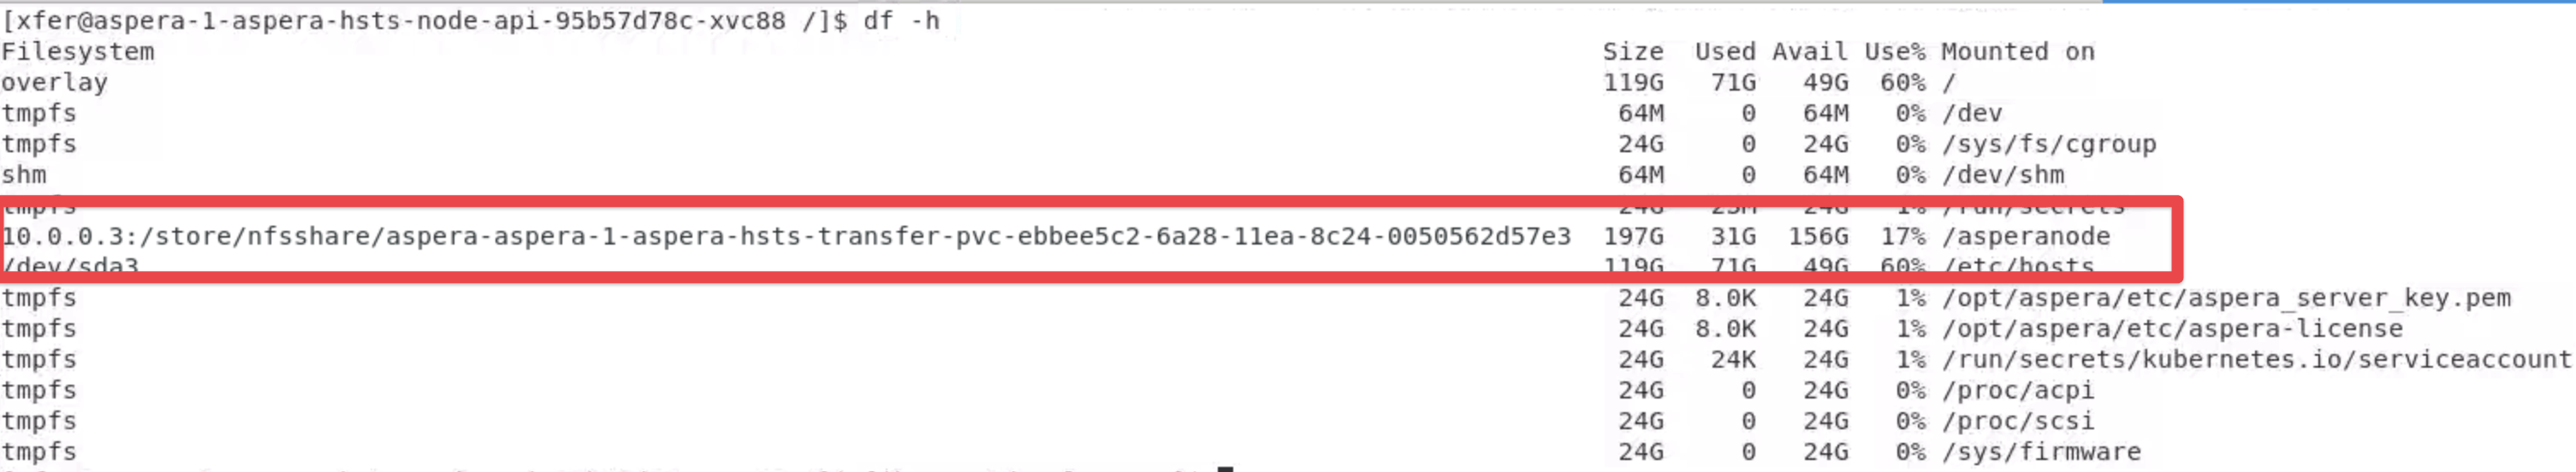 [xfer@aspera-1-aspera-hsts-node-api-95b57d78c-xvc88 /]$ df -h
Filesystem Size Used Avail Use% Mounted on
overlay 119G 71G 49G 60% /
tmpfs 64M 0 64M 0% /dev
tmpfs 24G 0 24G 0% /sys/fs/cgroup
shm 64M 0 64M 0% /dev/shm
tmpfs 24G 23M 24G 1% /run/secrets
10.0.0.3:/store/nfsshare/aspera-aspera-1-aspera-hsts-transfer-pvc-ebbee5c2-6a28-11ea-8c24-0050562d57e3 197G 31G 156G 17% /asperanode
/dev/sda3 119G 71G 49G 60% /etc/hosts
tmpfs 24G 8.0K 24G 1% /opt/aspera/etc/aspera_server_key.pem
tmpfs 24G 8.0K 24G 1% /opt/aspera/etc/aspera-license
tmpfs 24G 24K 24G 1% /run/secrets/kubernetes.io/serviceaccount
tmpfs 24G 0 24G 0% /proc/acpi
tmpfs 24G 0 24G 0% /proc/scsi
tmpfs 24G 0 24G 0% /sys/firmware